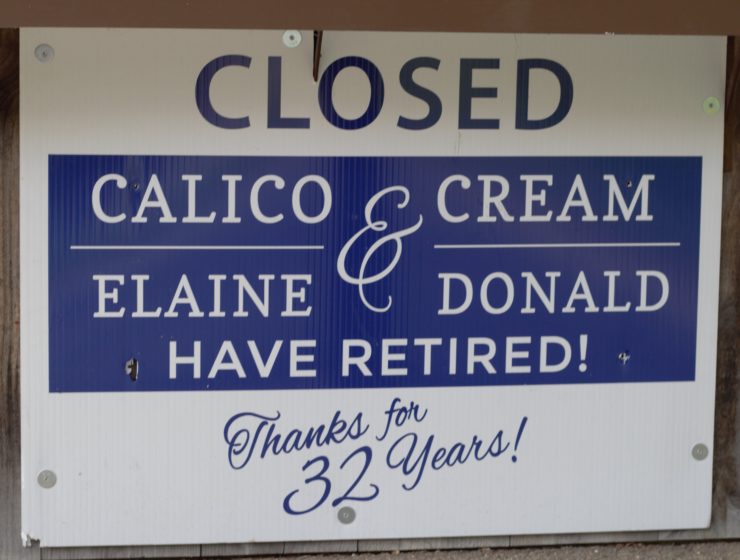 CLOSED
CALICO & CREAM
ELAINE & DONALD
HAVE RETIRED!
Thanks for
32 Years!